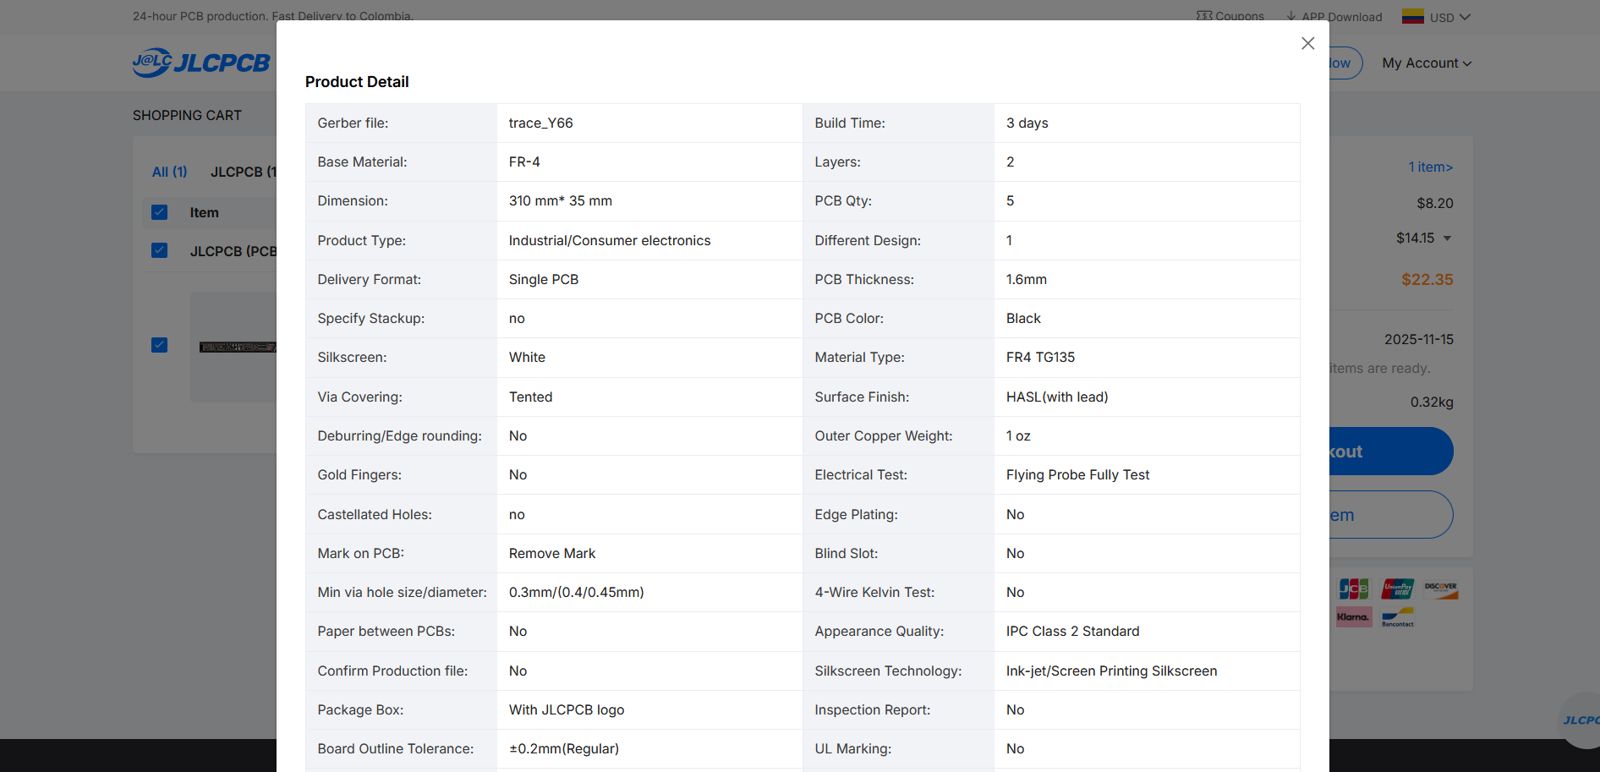 24-hour PCB production. Fast Delivery to Colombia.
Coupons
APP Download
USD
J@LC JLCPCB
My Account
SHOPPING CART
All (1)
Item
1 item>
$8.20
$14.15
$22.35
2025-11-15
items are ready.
0.32kg
JCB
UnionPay
DISCOVER
Klarna.
Bancontact
Product Detail
Gerber file: trace_Y66 Build Time: 3 days
Base Material: FR-4 Layers: 2
Dimension: 310 mm* 35 mm PCB Qty: 5
Product Type: Industrial/Consumer electronics Different Design: 1
Delivery Format: Single PCB PCB Thickness: 1.6mm
Specify Stackup: no PCB Color: Black
Silkscreen: White Material Type: FR4 TG135
Via Covering: Tented Surface Finish: HASL(with lead)
Deburring/Edge rounding: No Outer Copper Weight: 1 oz
Gold Fingers: No Electrical Test: Flying Probe Fully Test
Castellated Holes: no Edge Plating: No
Mark on PCB: Remove Mark Blind Slot: No
Min via hole size/diameter: 0.3mm/(0.4/0.45mm) 4-Wire Kelvin Test: No
Paper between PCBs: No Appearance Quality: IPC Class 2 Standard
Confirm Production file: No Silkscreen Technology: Ink-jet/Screen Printing Silkscreen
Package Box: With JLCPCB logo Inspection Report: No
Board Outline Tolerance: ±0.2mm(Regular) UL Marking: No